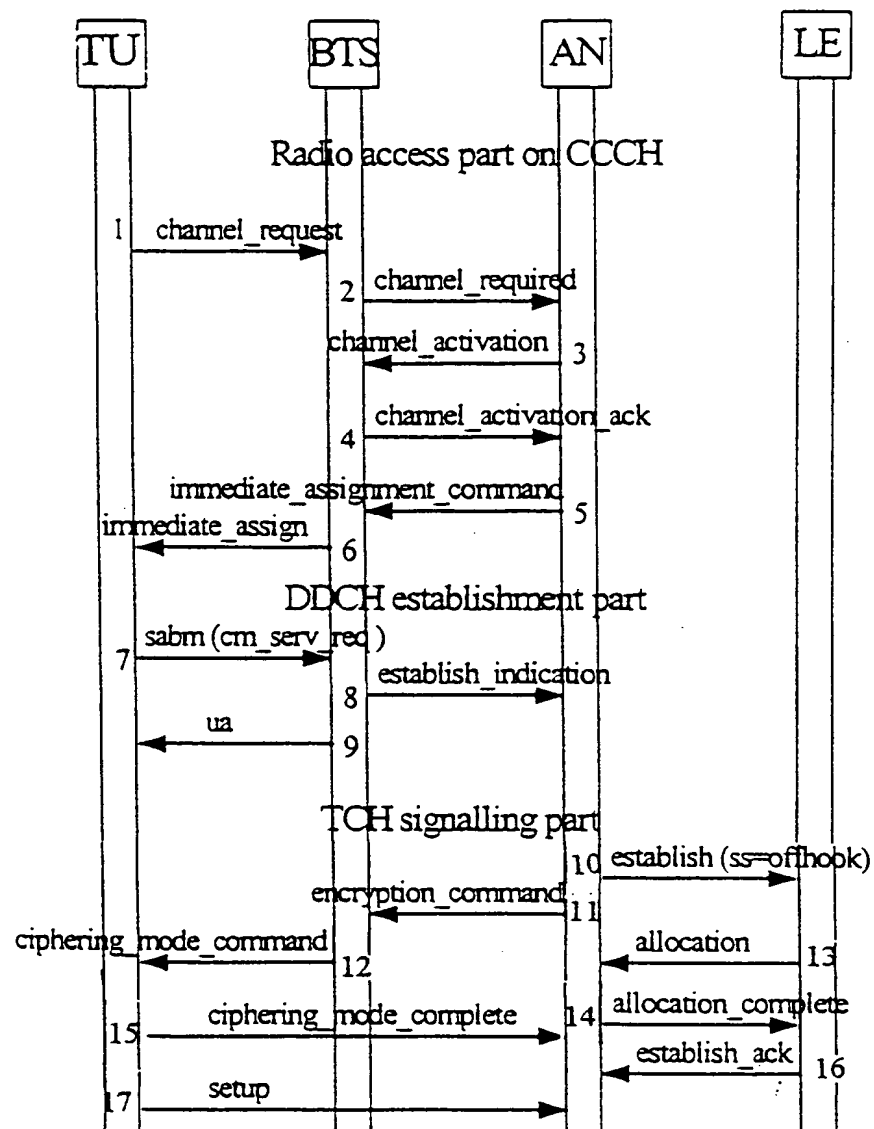 TU BTS AN LE
Radio access part on CCCH
1 channel_request
2 channel_required
channel_activation 3
4 channel_activation_ack
immediate_assignment_command 5
immediate_assign 6
DDCH establishment part
7 sabm (cm_serv_req )
8 establish_indication
ua 9
TCH signalling part
10 establish (ss=offhook)
encryption_command 11
ciphering_mode_command 12
allocation 13
14 allocation_complete
15 ciphering_mode_complete
establish_ack 16
17 setup